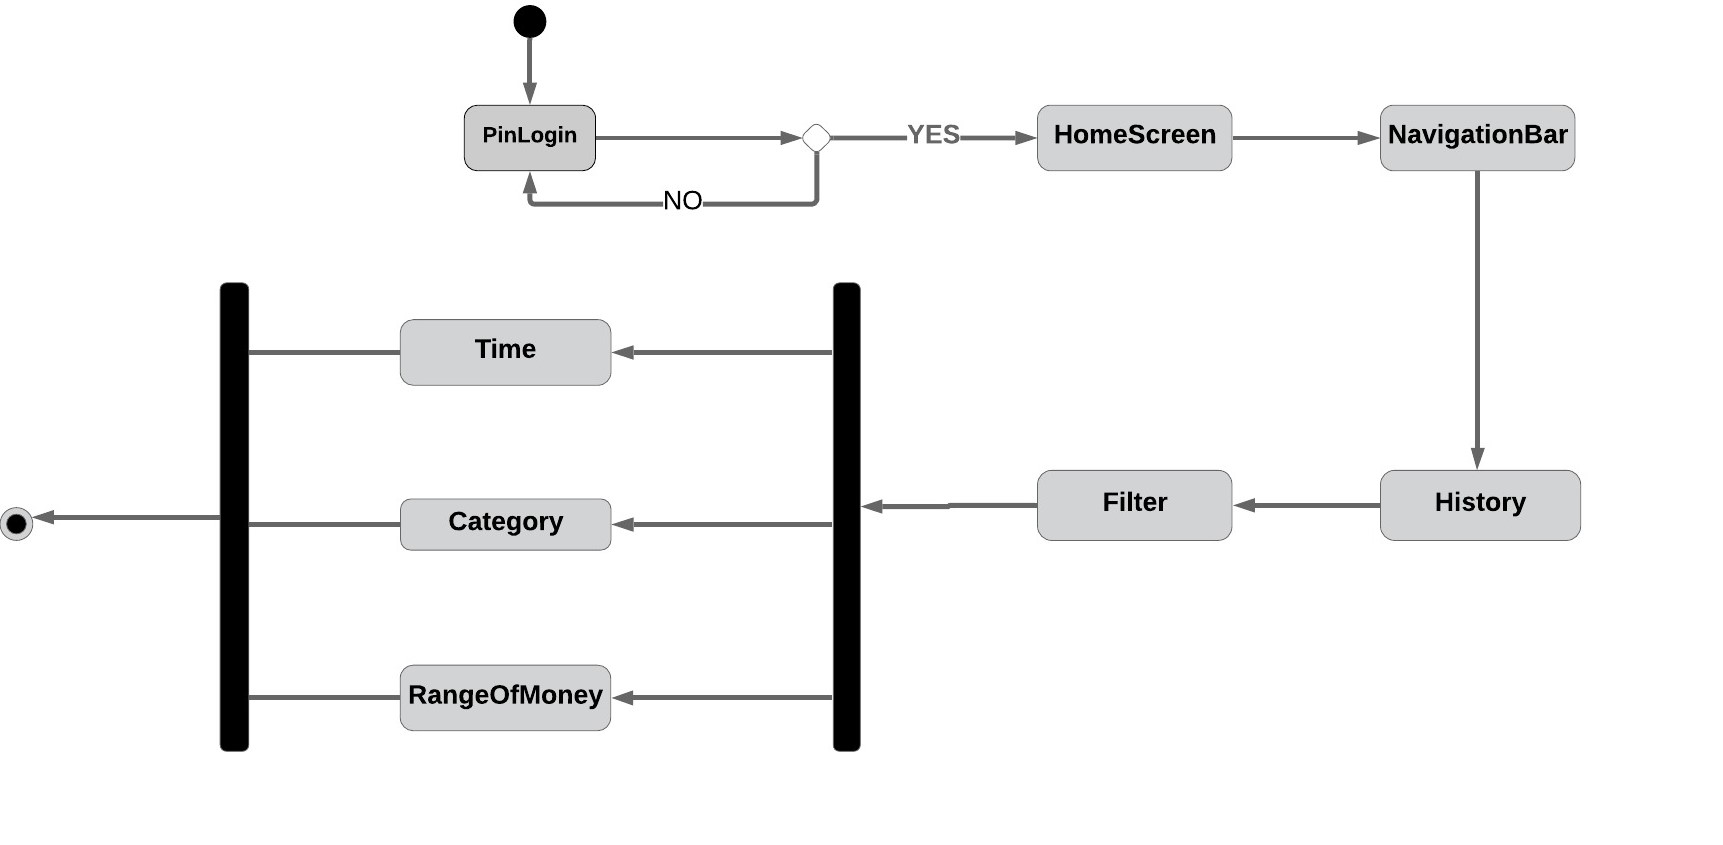 PinLogin
YES
HomeScreen
NavigationBar
NO
Time
Category
Filter
History
RangeOfMoney